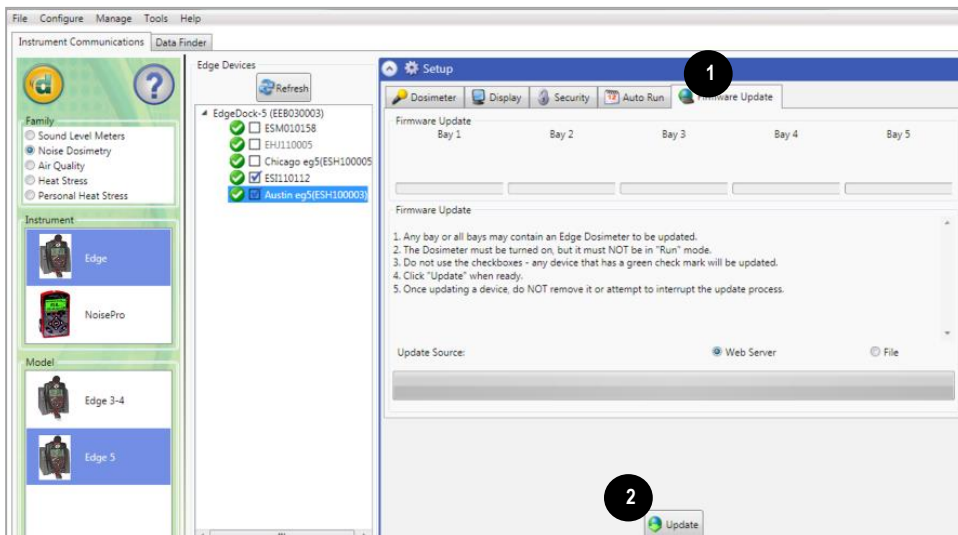 File Configure Manage Tools Help
Instrument Communications Data Finder
Family
Sound Level Meters
Noise Dosimetry
Air Quality
Heat Stress
Personal Heat Stress
Instrument
Edge
NoisePro
Model
Edge 3-4
Edge 5
Edge Devices
Refresh
EdgeDock-5 (EEB030003)
ESM010158
EHJ110005
Chicago eg5(ESH100005
ESI110112
Austin eg5(ESH100003)
Setup
1
Dosimeter Display Security Auto Run Firmware Update
Firmware Update
Bay 1 Bay 2 Bay 3 Bay 4 Bay 5
Firmware Update
1. Any bay or all bays may contain an Edge Dosimeter to be updated.
2. The Dosimeter must be turned on, but it must NOT be in "Run" mode.
3. Do not use the checkboxes - any device that has a green check mark will be updated.
4. Click "Update" when ready.
5. Once updating a device, do NOT remove it or attempt to interrupt the update process.
Update Source: Web Server File
2
Update